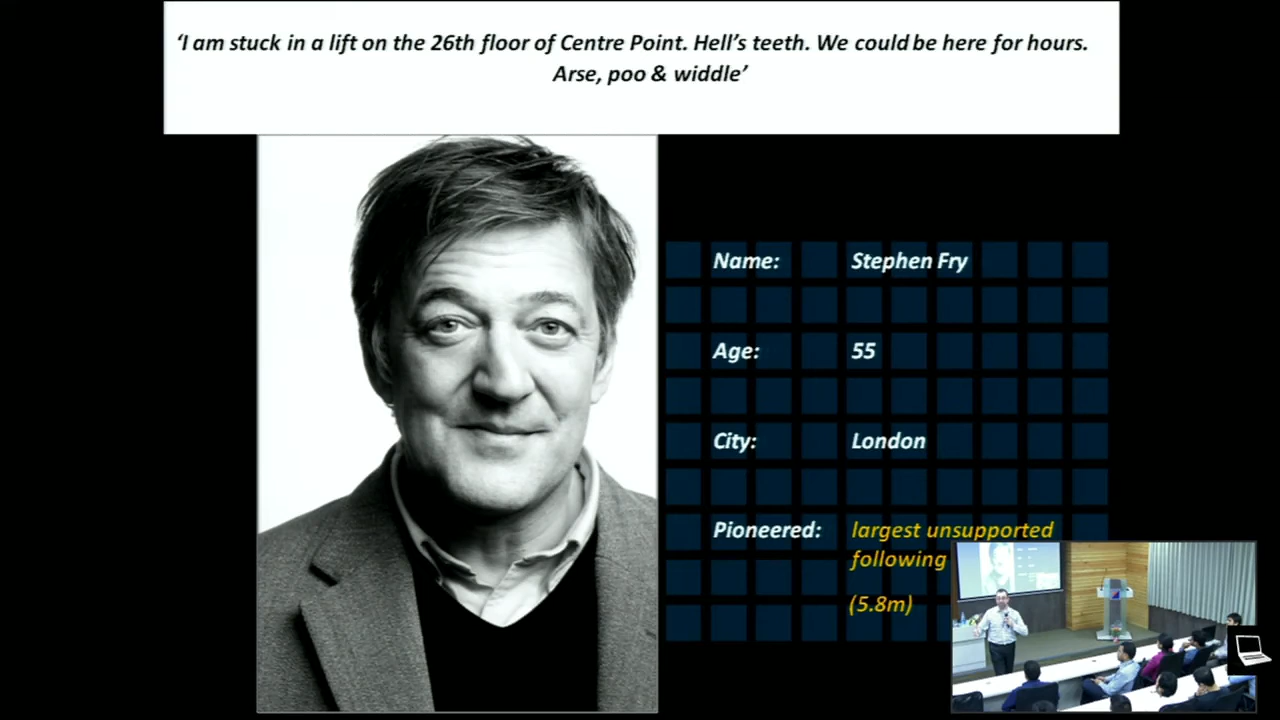 ‘I am stuck in a lift on the 26th floor of Centre Point. Hell’s teeth. We could be here for hours.
Arse, poo & widdle’
Name: Stephen Fry
Age: 55
City: London
Pioneered: largest unsupported
following
(5.8m)